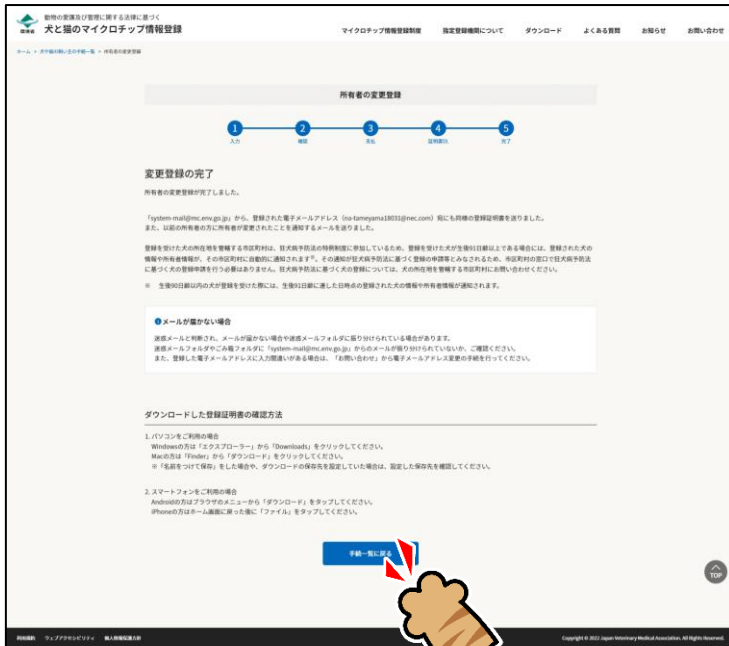 動物の愛護及び管理に関する法律に基づく
環境省 犬と猫のマイクロチップ情報登録
マイクロチップ情報登録制度 指定登録機関について ダウンロード よくある質問 お知らせ お問い合わせ
ホーム > 犬や猫の飼い主の手続一覧 > 所有者の変更登録
所有者の変更登録
1 2 3 4 5
入力 確認 支払 証明書DL 完了
変更登録の完了
所有者の変更登録が完了しました。
「system-mail@mc.env.go.jp」から、登録された電子メールアドレス（na-tameyama18031@nec.com）宛にも同様の登録証明書を送りました。
また、以前の所有者の方に所有者が変更されたことを通知するメールを送りました。
登録を受けた犬の所在地を管轄する市区町村は、狂犬病予防法の特例制度に参加しているため、登録を受けた犬が生後91日齢以上である場合には、登録された犬の
情報や所有者情報が、その市区町村に自動的に通知されます※。その通知が狂犬病予防法に基づく登録の申請等とみなされるため、市区町村の窓口で狂犬病予防法
に基づく犬の登録申請を行う必要はありません。狂犬病予防法に基づく犬の登録については、犬の所在地を管轄する市区町村にお問い合わせください。
※ 生後90日齢以内の犬が登録を受けた際には、生後91日齢に達した日時点の登録された犬の情報や所有者情報が通知されます。
メールが届かない場合
迷惑メールと判断され、メールが届かない場合や迷惑メールフォルダに振り分けられている場合があります。
迷惑メールフォルダやごみ箱フォルダに「system-mail@mc.env.go.jp」からのメールが振り分けられていないか、ご確認ください。
また、登録した電子メールアドレスに入力間違いがある場合は、「お問い合わせ」から電子メールアドレス変更の手続を行ってください。
ダウンロードした登録証明書の確認方法
1. パソコンをご利用の場合
Windowsの方は「エクスプローラー」から「Downloads」をクリックしてください。
Macの方は「Finder」から「ダウンロード」をクリックしてください。
※「名前をつけて保存」をした場合や、ダウンロードの保存先を設定していた場合は、設定した保存先を確認してください。
2. スマートフォンをご利用の場合
Androidの方はブラウザのメニューから「ダウンロード」をタップしてください。
iPhoneの方はホーム画面に戻った後に「ファイル」をタップしてください。
手続一覧に戻る
TOP
利用規約 ウェブアクセシビリティ 個人情報保護方針
Copyright © 2022 Japan Veterinary Medical Association. All Rights Reserved.